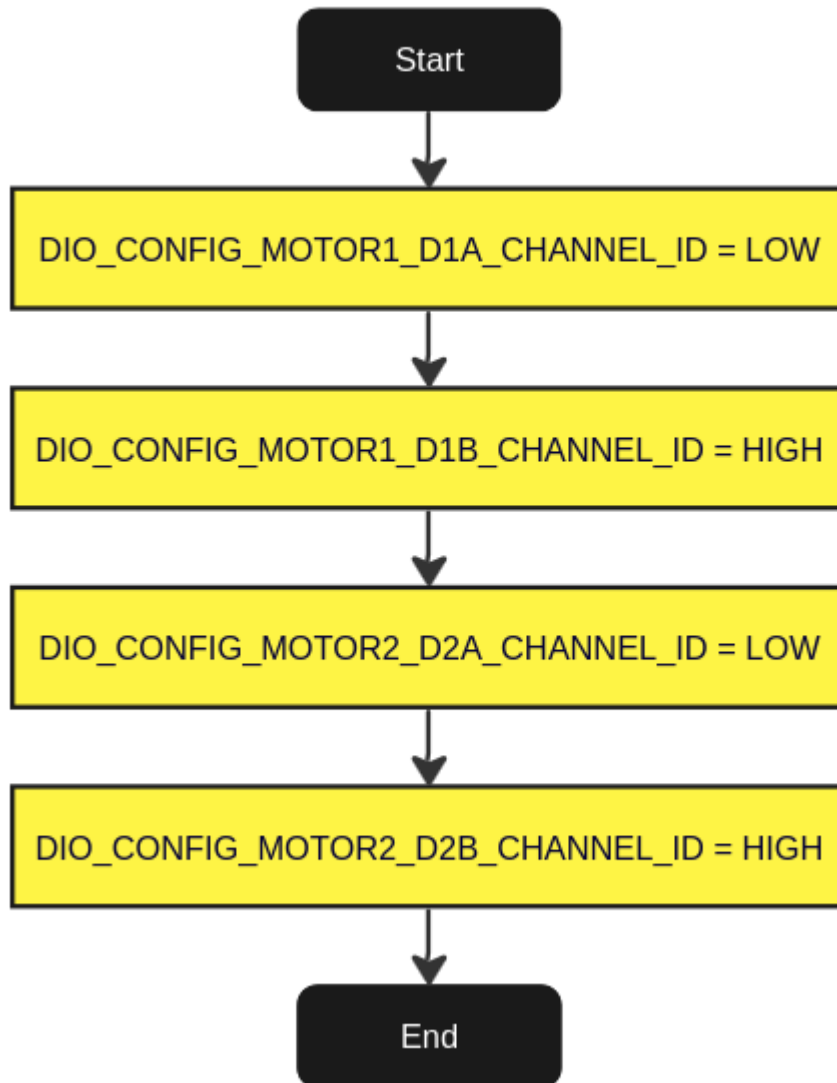 Start
DIO_CONFIG_MOTOR1_D1A_CHANNEL_ID = LOW
DIO_CONFIG_MOTOR1_D1B_CHANNEL_ID = HIGH
DIO_CONFIG_MOTOR2_D2A_CHANNEL_ID = LOW
DIO_CONFIG_MOTOR2_D2B_CHANNEL_ID = HIGH
End